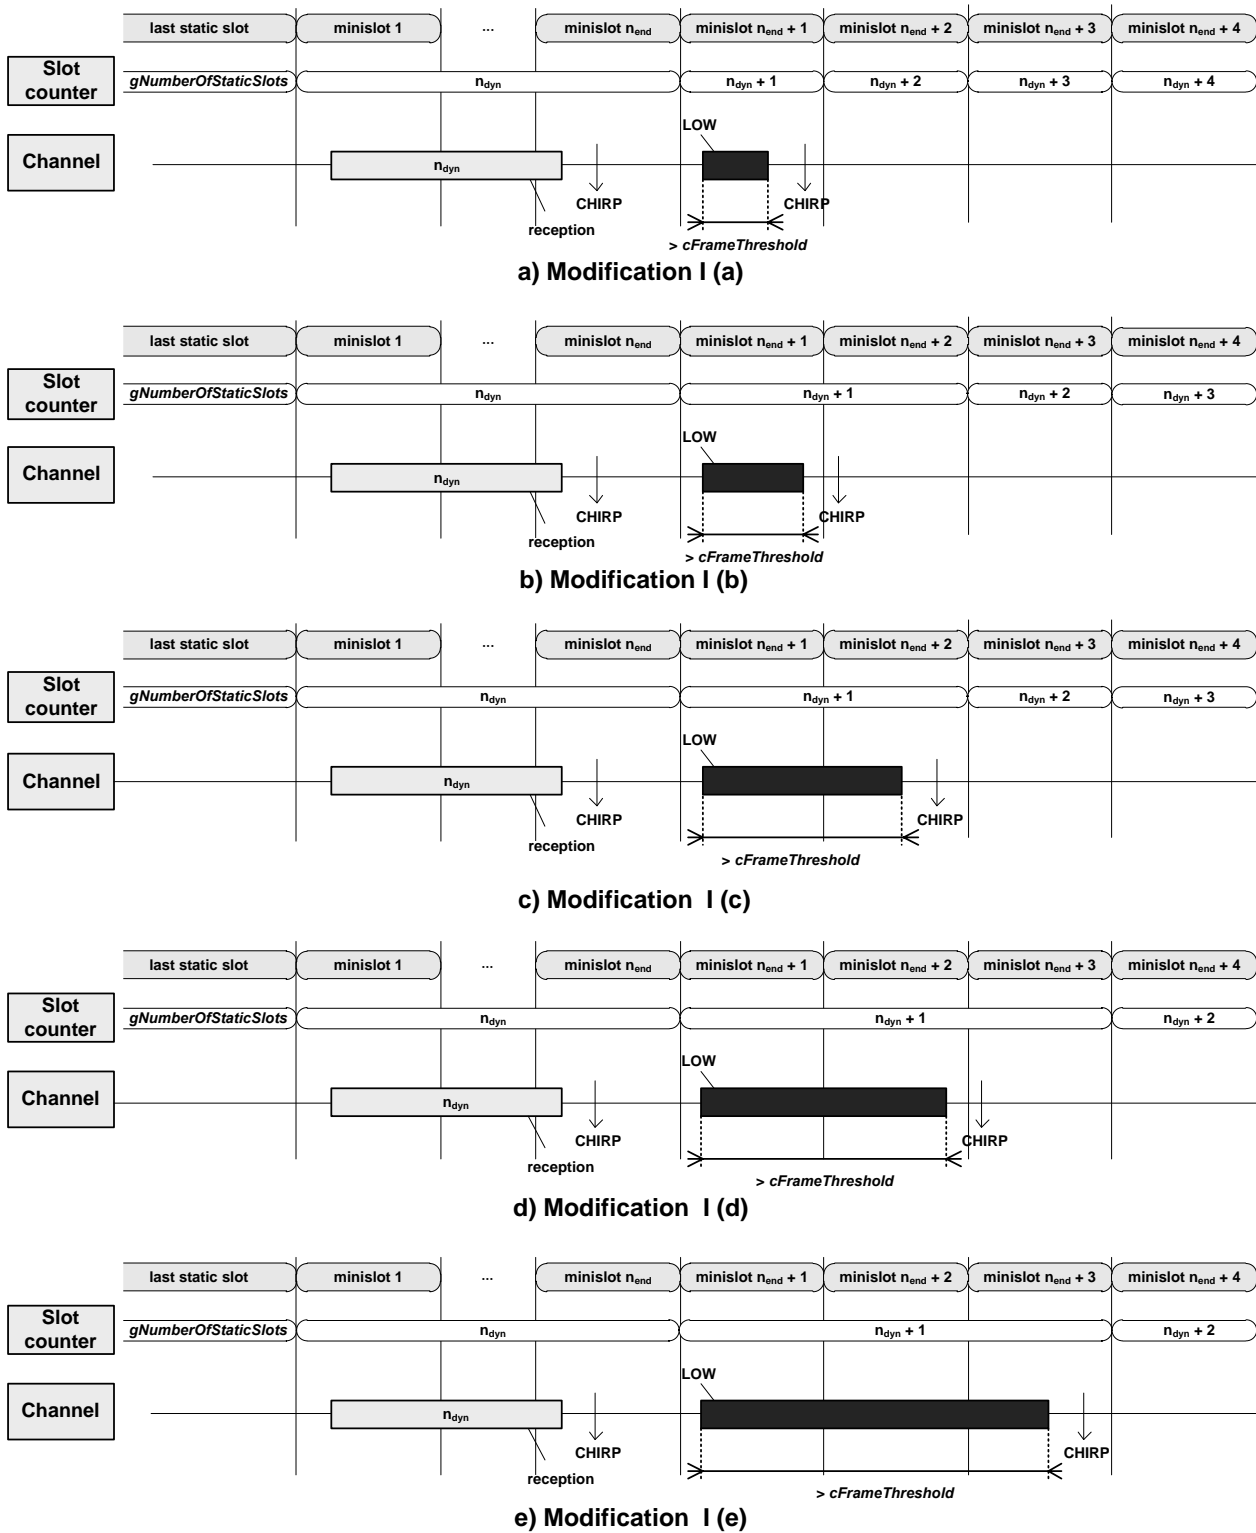 last static slot minislot 1 ... minislot nend minislot nend + 1 minislot nend + 2 minislot nend + 3 minislot nend + 4
Slot
counter
gNumberOfStaticSlots ndyn ndyn + 1 ndyn + 2 ndyn + 3 ndyn + 4
LOW
Channel
ndyn
CHIRP CHIRP
reception
> cFrameThreshold
a) Modification I (a)
last static slot minislot 1 ... minislot nend minislot nend + 1 minislot nend + 2 minislot nend + 3 minislot nend + 4
Slot
counter
gNumberOfStaticSlots ndyn ndyn + 1 ndyn + 2 ndyn + 3
LOW
Channel
ndyn
CHIRP CHIRP
reception
> cFrameThreshold
b) Modification I (b)
last static slot minislot 1 ... minislot nend minislot nend + 1 minislot nend + 2 minislot nend + 3 minislot nend + 4
Slot
counter
gNumberOfStaticSlots ndyn ndyn + 1 ndyn + 2 ndyn + 3
LOW
Channel
ndyn
CHIRP CHIRP
reception
> cFrameThreshold
c) Modification I (c)
last static slot minislot 1 ... minislot nend minislot nend + 1 minislot nend + 2 minislot nend + 3 minislot nend + 4
Slot
counter
gNumberOfStaticSlots ndyn ndyn + 1 ndyn + 2
LOW
Channel
ndyn
CHIRP CHIRP
reception
> cFrameThreshold
d) Modification I (d)
last static slot minislot 1 ... minislot nend minislot nend + 1 minislot nend + 2 minislot nend + 3 minislot nend + 4
Slot
counter
gNumberOfStaticSlots ndyn ndyn + 1 ndyn + 2
LOW
Channel
ndyn
CHIRP CHIRP
reception
> cFrameThreshold
e) Modification I (e)